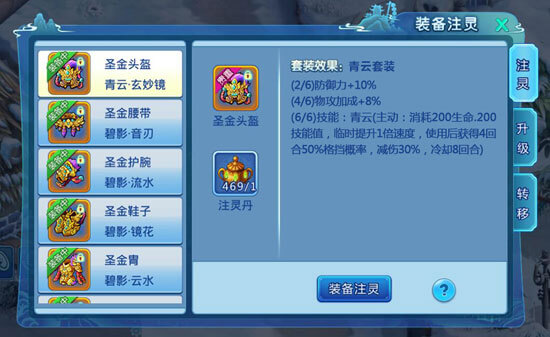 装备注灵
装备中
圣金头盔
青云·玄妙镜
装备中
圣金腰带
碧影·音刃
装备中
圣金护腕
碧影·流水
装备中
圣金鞋子
碧影·镜花
装备中
圣金胄
碧影·云水
圣金头盔
469/1
注灵丹
套装效果：青云套装
(2/6)防御力+10%
(4/6)物攻加成+8%
(6/6)技能：青云(主动：消耗200生命.200
技能值，临时提升1倍速度，使用后获得4回
合50%格挡概率，减伤30%，冷却8回合)
装备注灵
?
注灵
升级
转移